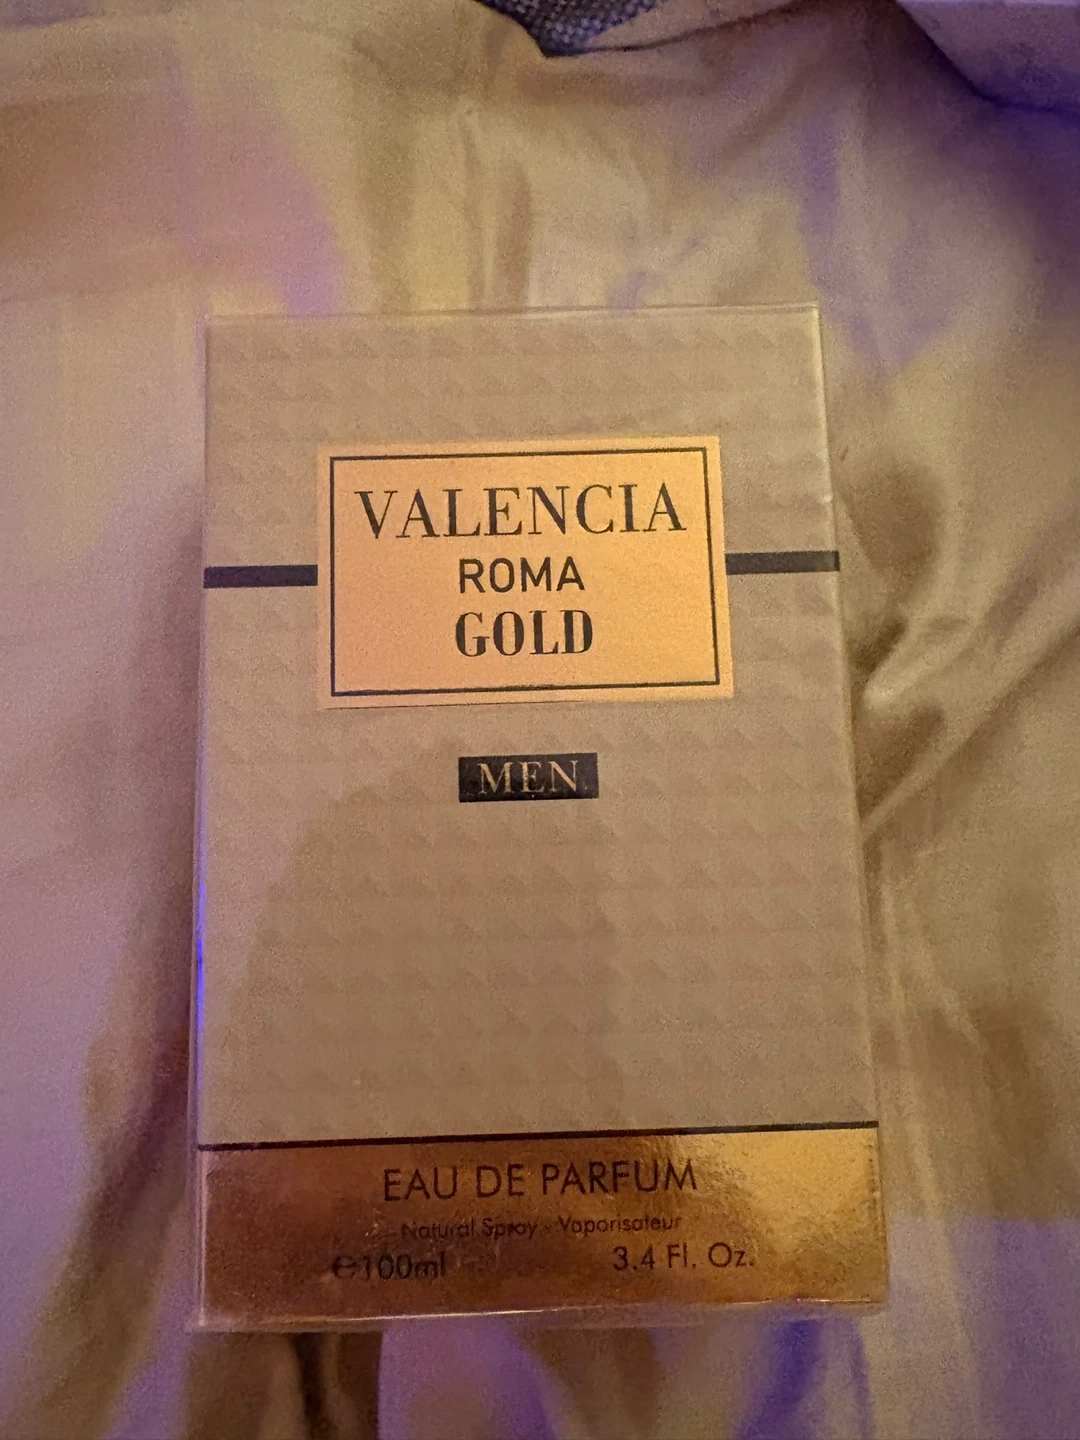 VALENCIA
ROMA
GOLD
MEN
EAU DE PARFUM
Natural Spray - Vaporisateur
℮100ml 3.4 Fl. Oz.